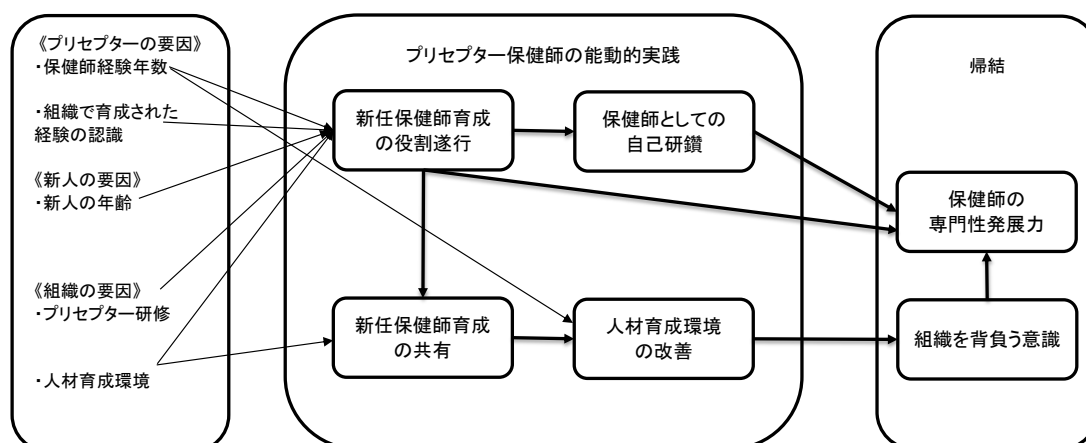 《プリセプターの要因》
・保健師経験年数
・組織で育成された
経験の認識
《新人の要因》
・新人の年齢
《組織の要因》
・プリセプター研修
・人材育成環境
プリセプター保健師の能動的実践
新任保健師育成
の役割遂行
保健師としての
自己研鑽
新任保健師育成
の共有
人材育成環境
の改善
帰結
保健師の
専門性発展力
組織を背負う意識